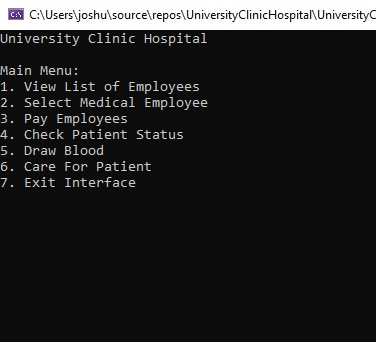 C:\Users\joshu\source\repos\UniversityClinicHospital\UniversityC
University Clinic Hospital
Main Menu:
1. View List of Employees
2. Select Medical Employee
3. Pay Employees
4. Check Patient Status
5. Draw Blood
6. Care For Patient
7. Exit Interface